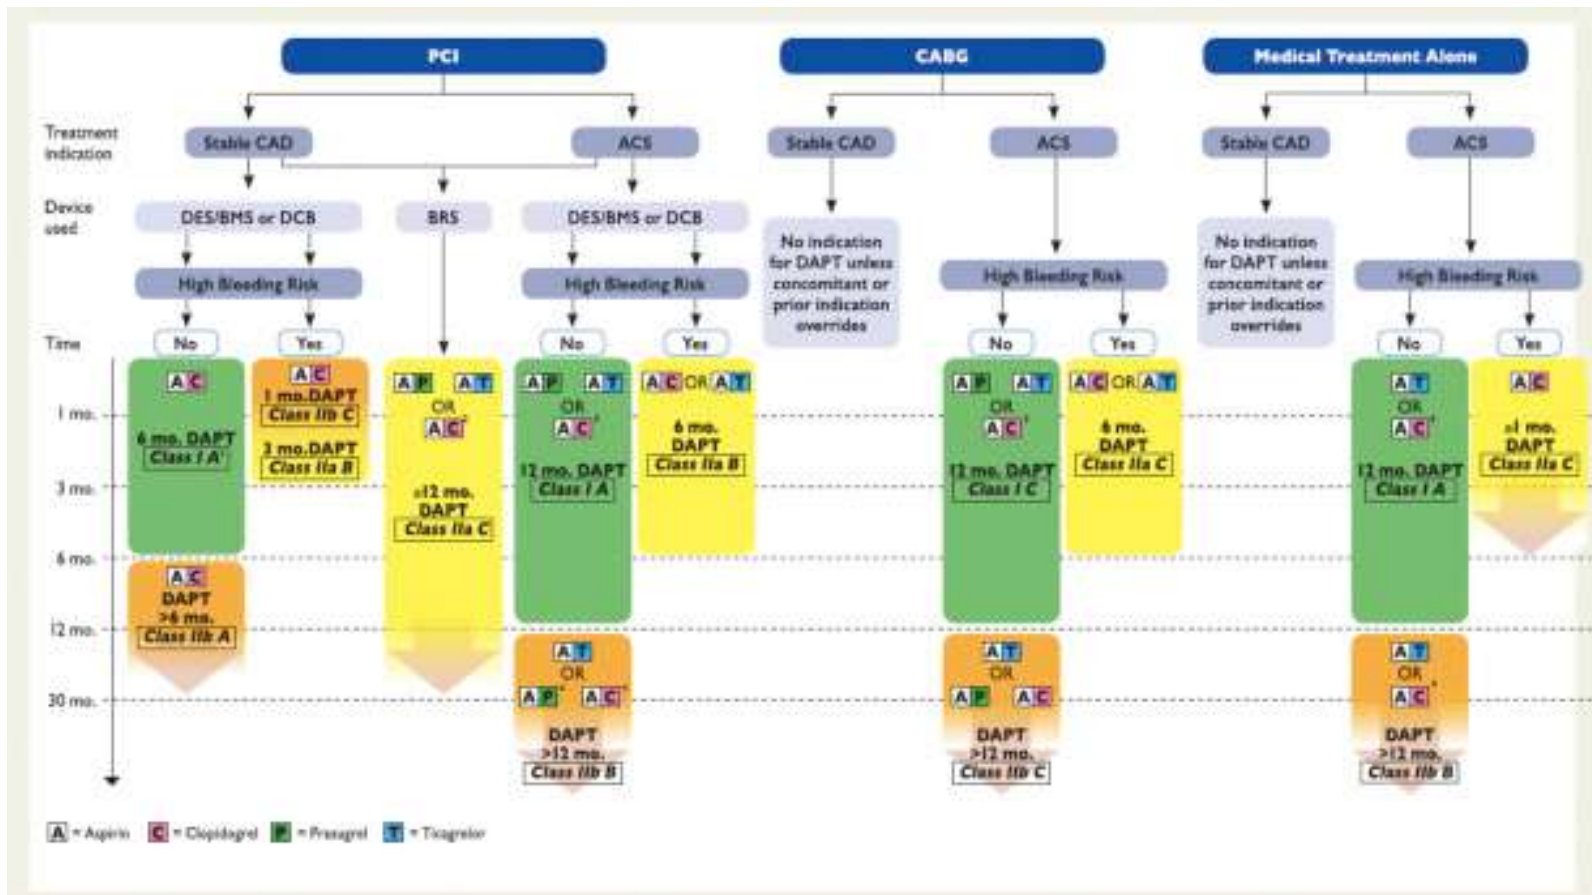 PCI
CABG
Medical Treatment Alone
Treatment
indication
Stable CAD
ACS
Stable CAD
ACS
Stable CAD
ACS
Device
used
DES/BMS or DCB
BRS
DES/BMS or DCB
No indication
for DAPT unless
concomitant or
prior indication
overrides
No indication
for DAPT unless
concomitant or
prior indication
overrides
High Bleeding Risk
High Bleeding Risk
High Bleeding Risk
High Bleeding Risk
Time
No
Yes
No
Yes
No
Yes
No
Yes
1 mo.
3 mo.
6 mo.
12 mo.
30 mo.
A C
6 mo. DAPT
Class I A
A C
DAPT
>6 mo.
Class IIb A
A C
1 mo. DAPT
Class IIb C
3 mo. DAPT
Class IIa B
A P A T
OR
A C
≥12 mo.
DAPT
Class IIa C
A P A T
OR
A C
12 mo. DAPT
Class I A
A T
OR
A P A C
DAPT
>12 mo.
Class IIb B
A C OR A T
6 mo.
DAPT
Class IIa B
A P A T
OR
A C
12 mo. DAPT
Class I C
A T
OR
A P A C
DAPT
>12 mo.
Class IIb C
A C OR A T
6 mo.
DAPT
Class IIa C
A T
OR
A C
12 mo. DAPT
Class I A
A T
OR
A C
DAPT
>12 mo.
Class IIb B
A C
≥1 mo.
DAPT
Class IIa C
A = Aspirin C = Clopidogrel P = Prasugrel T = Ticagrelor